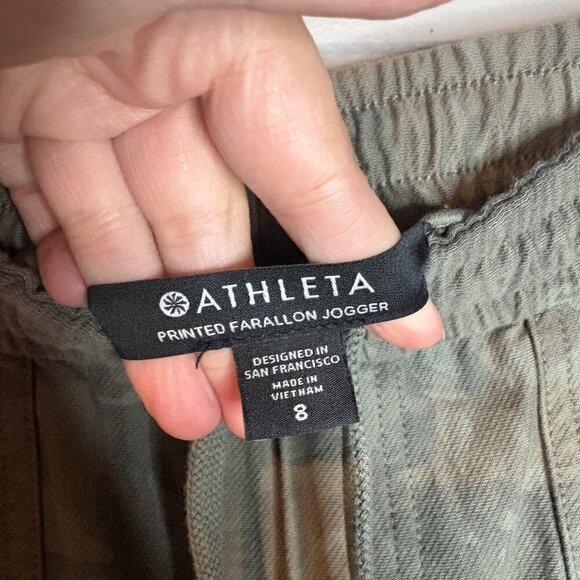 ATHLETA
PRINTED FARALLON JOGGER
DESIGNED IN
SAN FRANCISCO
MADE IN
VIETNAM
8